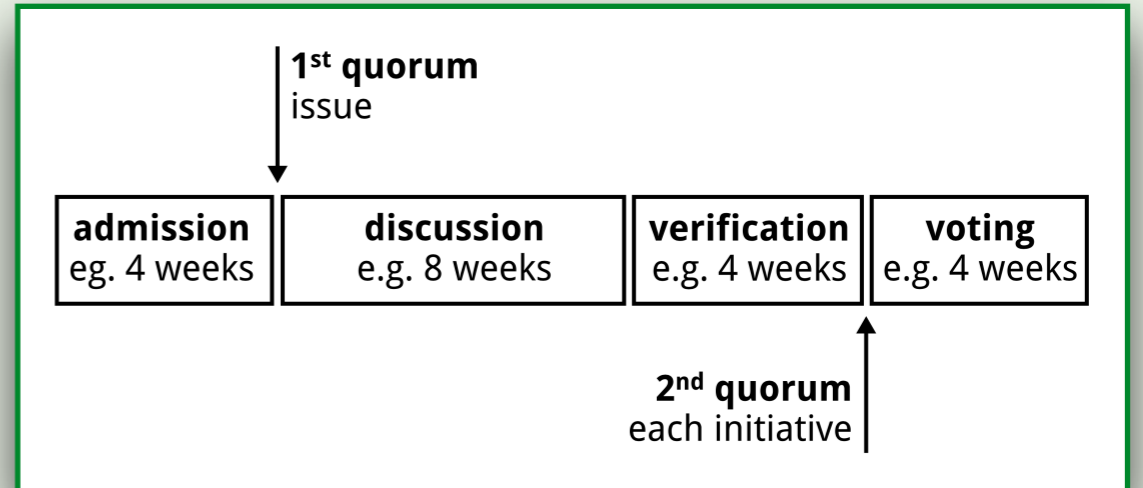 1st quorum
issue
admission
eg. 4 weeks
discussion
e.g. 8 weeks
verification
e.g. 4 weeks
voting
e.g. 4 weeks
2nd quorum
each initiative